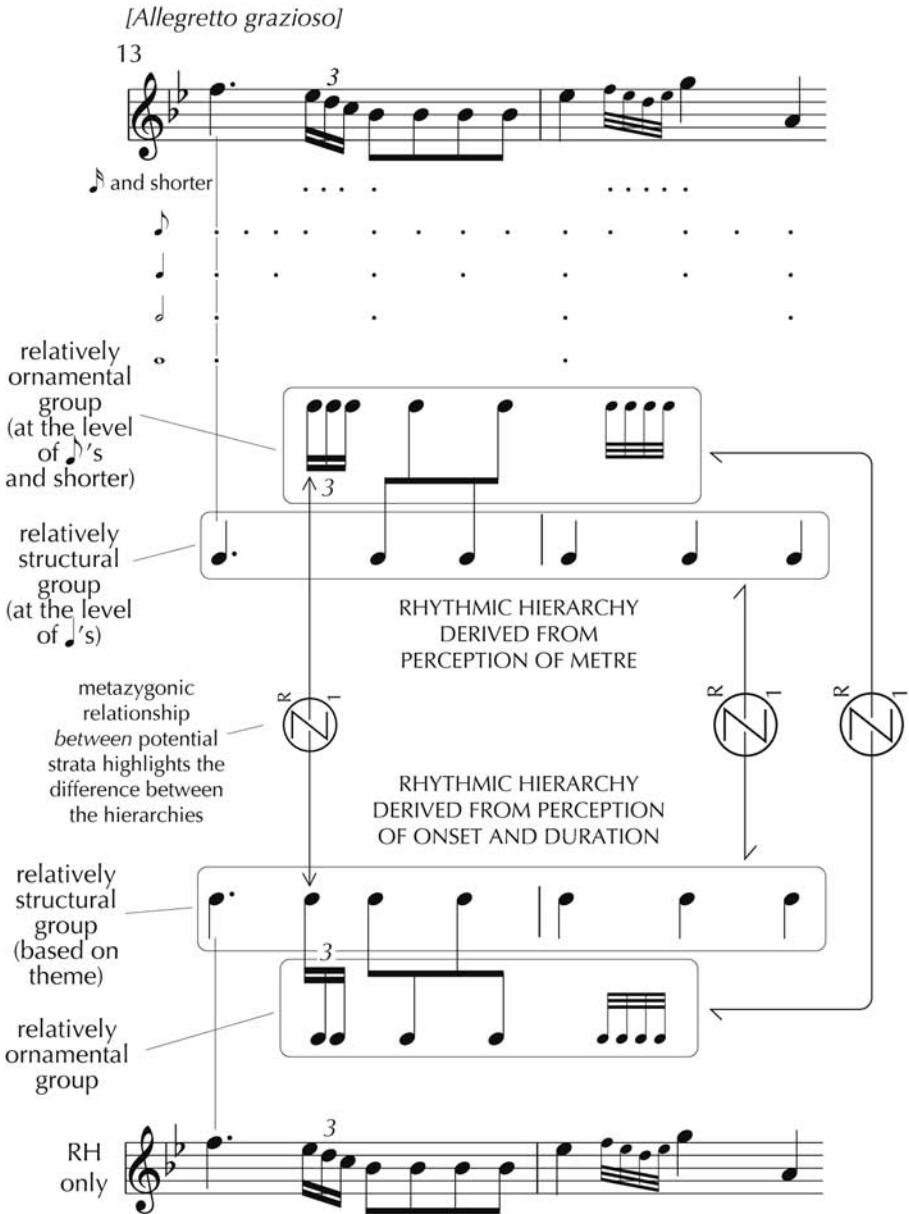 [Allegretto grazioso]
13
3
and shorter
relatively
ornamental
group
(at the level
of 's
and shorter)
3
relatively
structural
group
(at the level
of 's)
RHYTHMIC HIERARCHY
DERIVED FROM
PERCEPTION OF METRE
metazygonic
relationship
between potential
strata highlights the
difference between
the hierarchies
R
Z
1
R
Z
1
R
Z
1
RHYTHMIC HIERARCHY
DERIVED FROM PERCEPTION
OF ONSET AND DURATION
relatively
structural
group
(based on
theme)
3
relatively
ornamental
group
RH
only
3